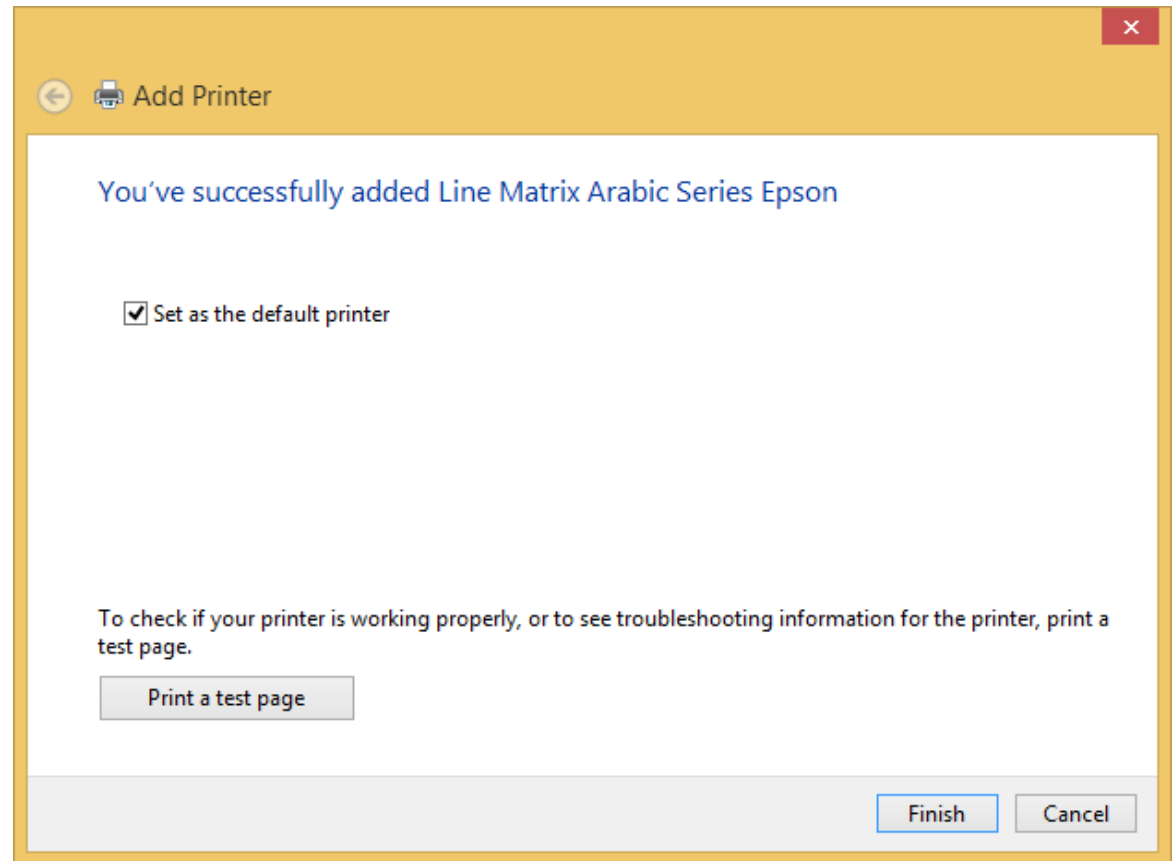 Add Printer
You've successfully added Line Matrix Arabic Series Epson
Set as the default printer
To check if your printer is working properly, or to see troubleshooting information for the printer, print a
test page.
Print a test page
Finish
Cancel